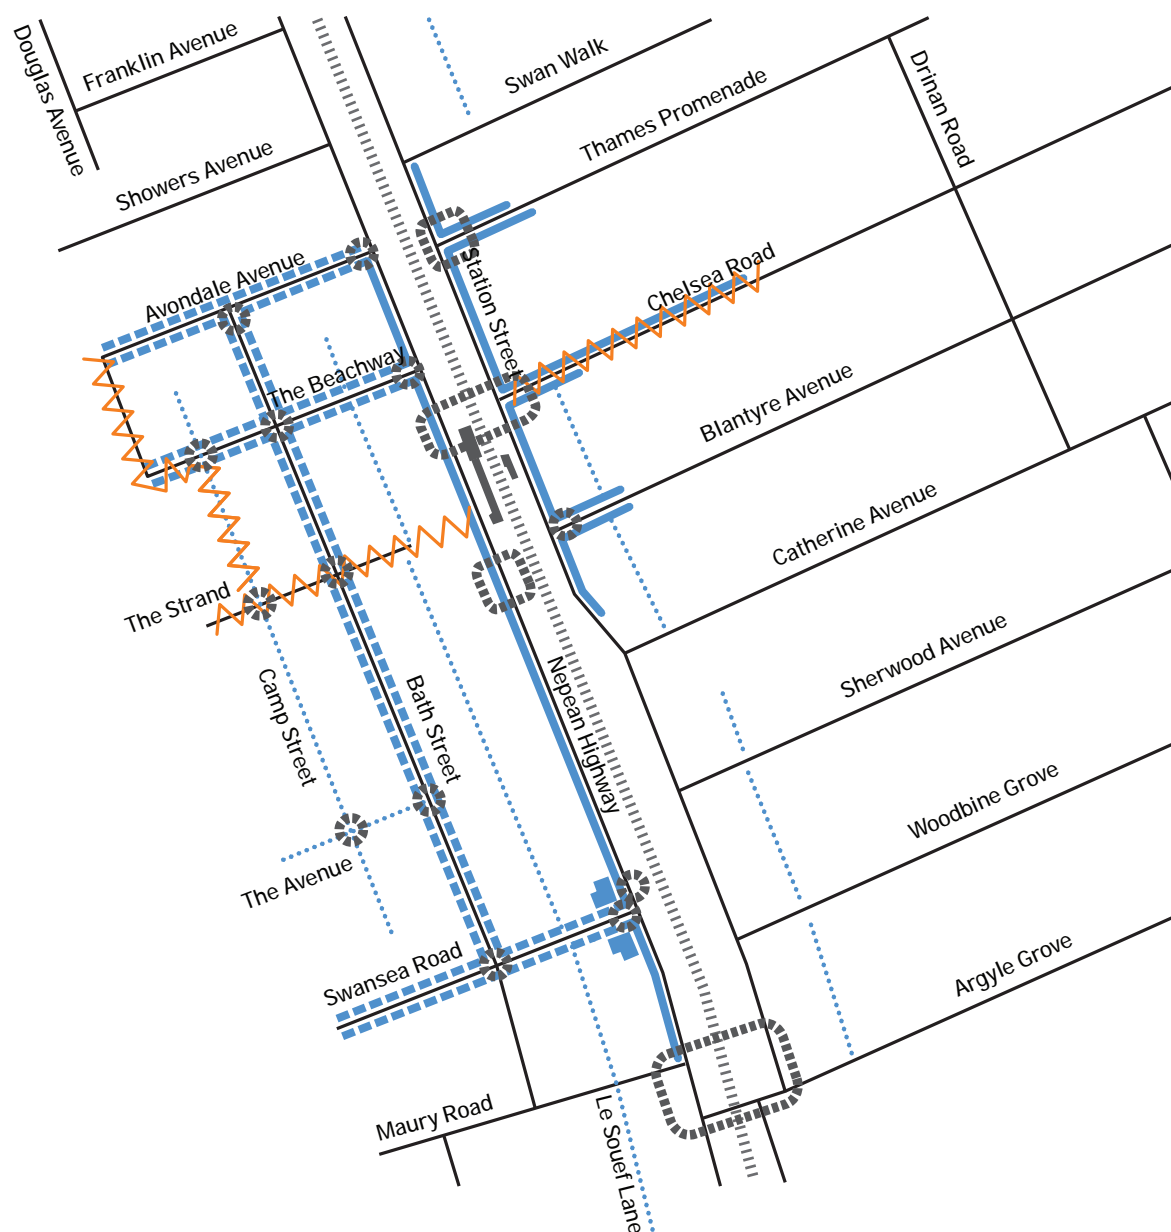 Douglas Avenue
Franklin Avenue
Swan Walk
Thames Promenade
Drinan Road
Showers Avenue
Avondale Avenue
Station Street
Chelsea Road
The Beachway
Blantyre Avenue
Catherine Avenue
The Strand
Sherwood Avenue
Camp Street
Bath Street
Nepean Highway
Woodbine Grove
The Avenue
Swansea Road
Argyle Grove
Maury Road
Le Souef Lane